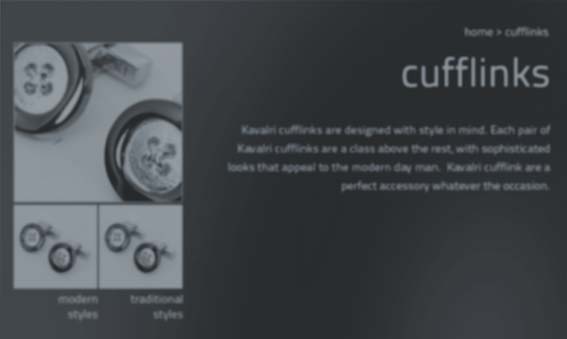 home > cufflinks
cufflinks
Kavalri cufflinks are designed with style in mind. Each pair of
Kavalri cufflinks are a class above the rest, with sophisticated
looks that appeal to the modern day man. Kavalri cufflink are a
perfect accessory whatever the occasion.
modern
styles
traditional
styles